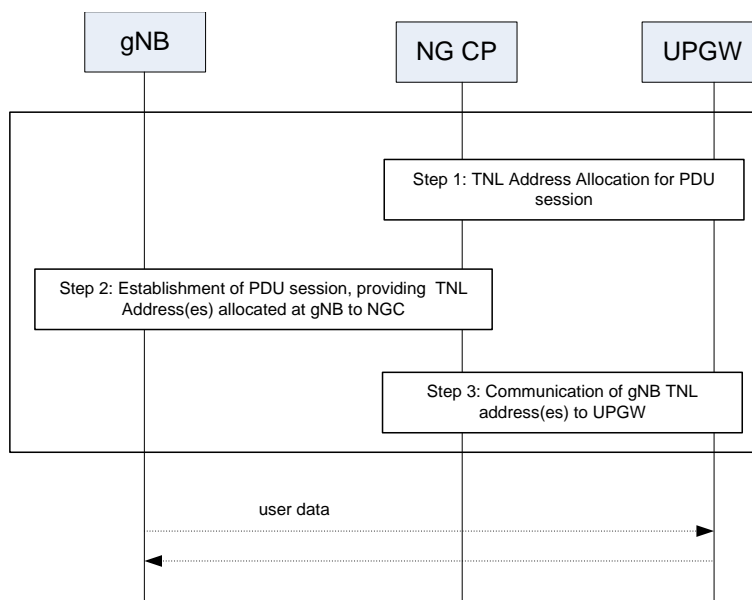 gNB
NG CP
UPGW
Step 1: TNL Address Allocation for PDU
session
Step 2: Establishment of PDU session, providing  TNL
Address(es) allocated at gNB to NGC
Step 3: Communication of gNB TNL
address(es) to UPGW
user data